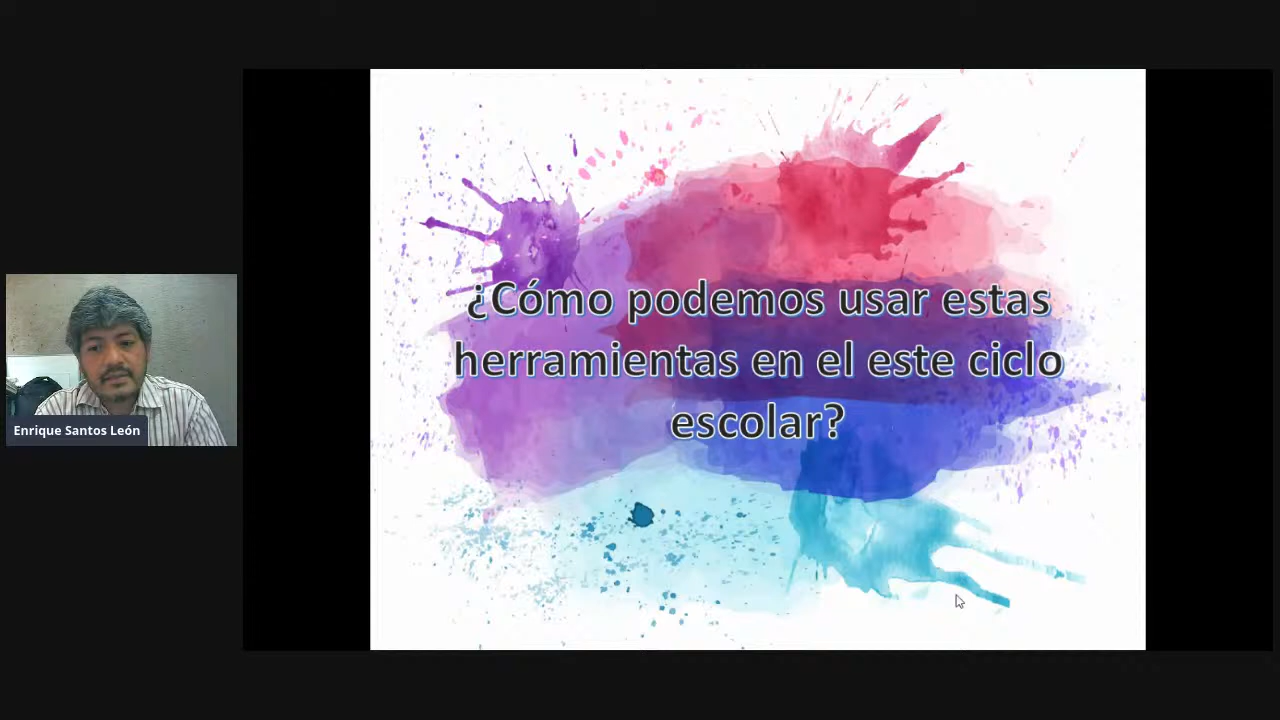 ¿Cómo podemos usar estas
herramientas en el este ciclo
escolar?
Enrique Santos León